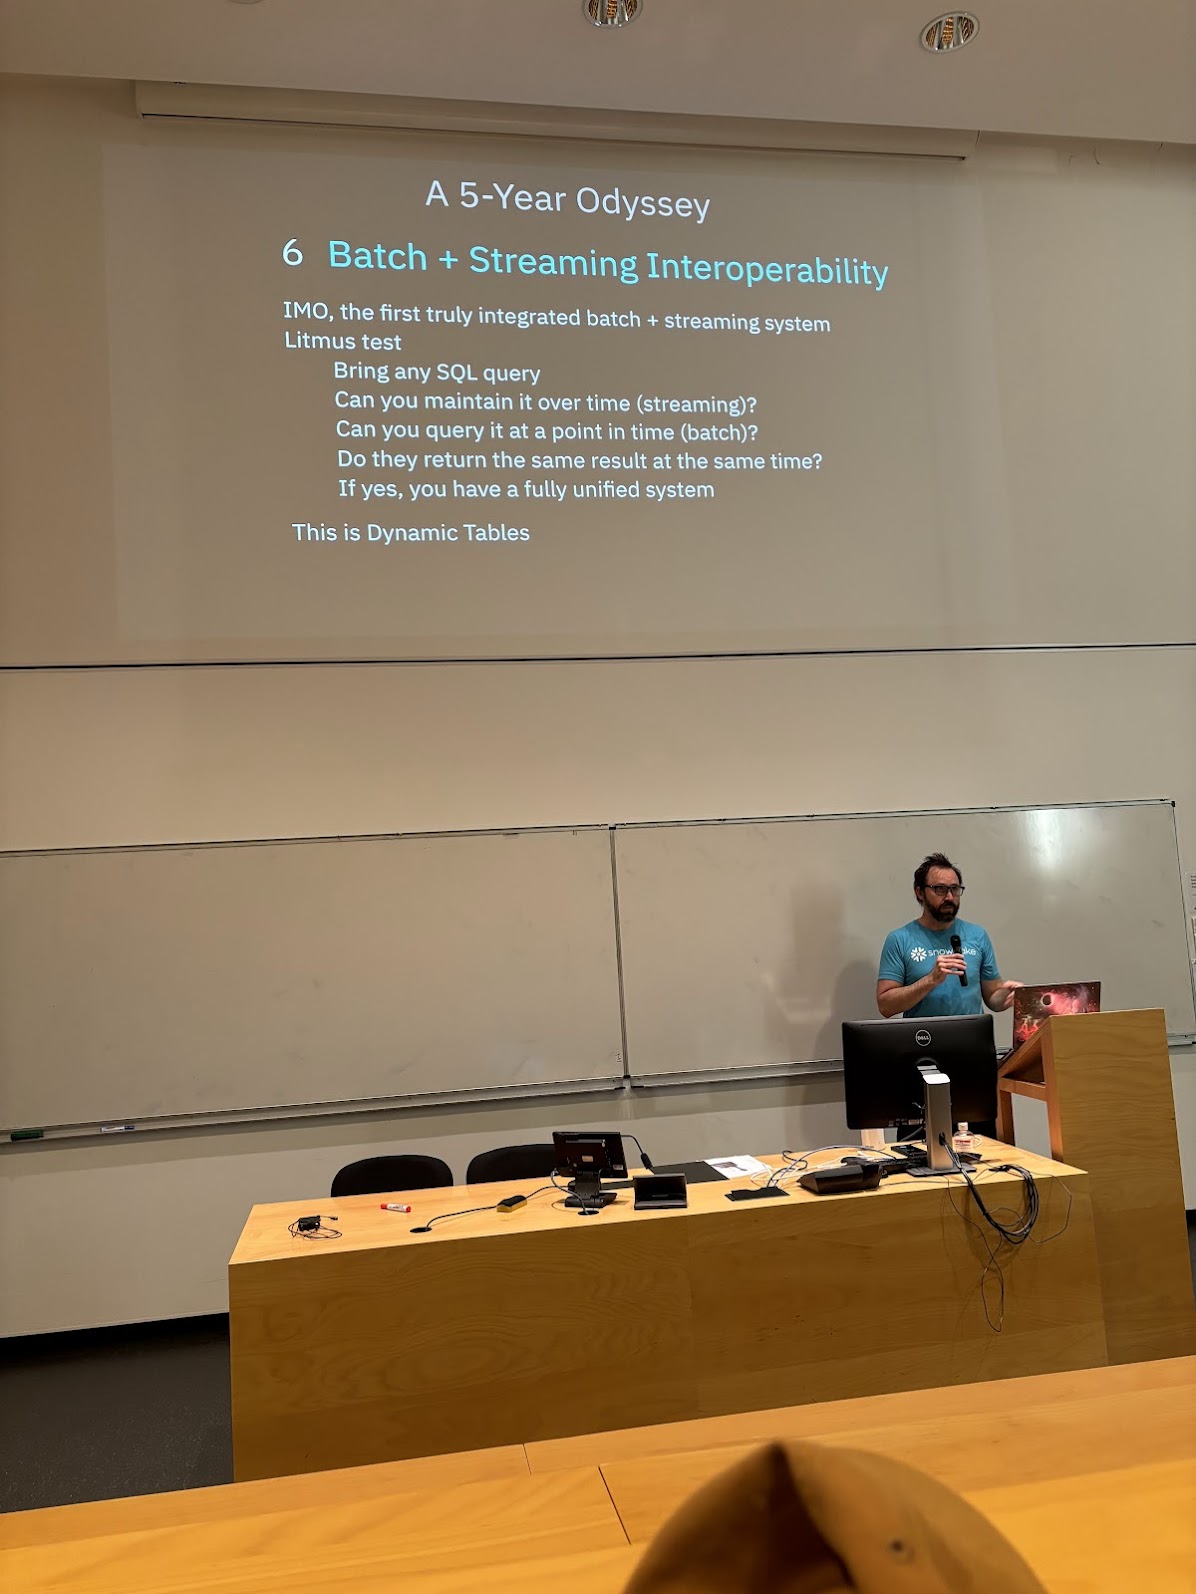 A 5-Year Odyssey
6 Batch + Streaming Interoperability
IMO, the first truly integrated batch + streaming system
Litmus test
Bring any SQL query
Can you maintain it over time (streaming)?
Can you query it at a point in time (batch)?
Do they return the same result at the same time?
If yes, you have a fully unified system
This is Dynamic Tables
DELL